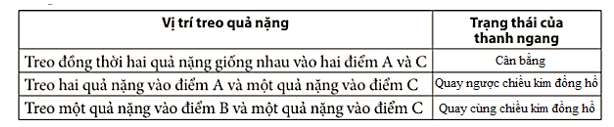 Vị trí treo quả nặng
Trạng thái của
thanh ngang
Treo đồng thời hai quả nặng giống nhau vào hai điểm A và C
Cân bằng
Treo hai quả nặng vào điểm A và một quả nặng vào điểm C
Quay ngược chiều kim đồng hồ
Treo một quả nặng vào điểm B và một quả nặng vào điểm C
Quay cùng chiều kim đồng hồ